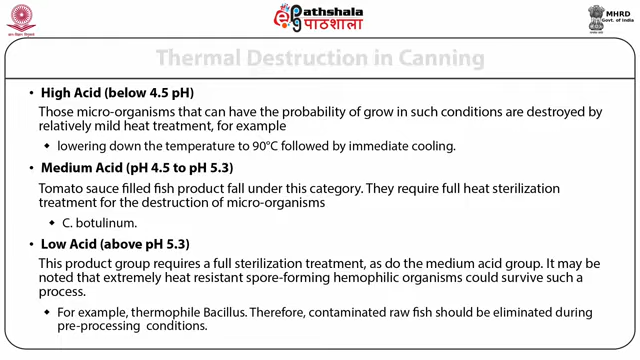 ePathshala
पाठशाला
MHRD
Govt. of India
Thermal Destruction in Canning
• High Acid (below 4.5 pH)
Those micro-organisms that can have the probability of grow in such conditions are destroyed by
relatively mild heat treatment, for example
◆ lowering down the temperature to 90°C followed by immediate cooling.
• Medium Acid (pH 4.5 to pH 5.3)
Tomato sauce filled fish product fall under this category. They require full heat sterilization
treatment for the destruction of micro-organisms
◆ C. botulinum.
• Low Acid (above pH 5.3)
This product group requires a full sterilization treatment, as do the medium acid group. It may be
noted that extremely heat resistant spore-forming hemophilic organisms could survive such a
process.
◆ For example, thermophile Bacillus. Therefore, contaminated raw fish should be eliminated during
pre-processing conditions.